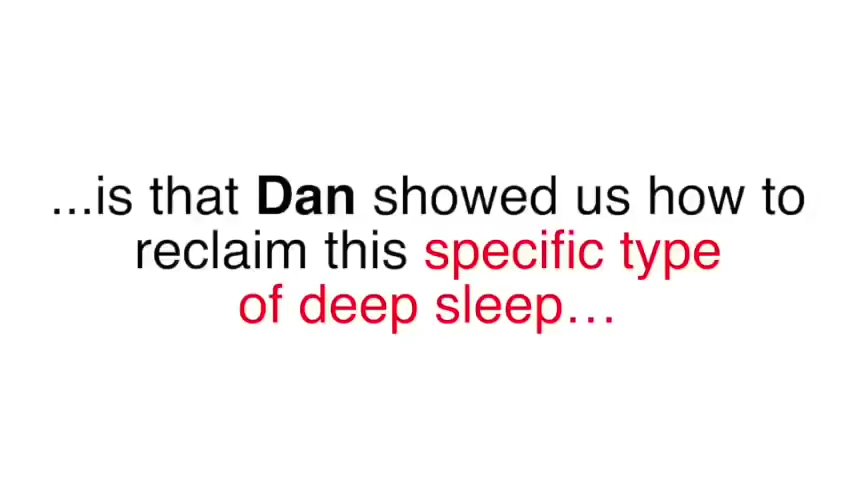 ...is that Dan showed us how to
reclaim this specific type
of deep sleep…